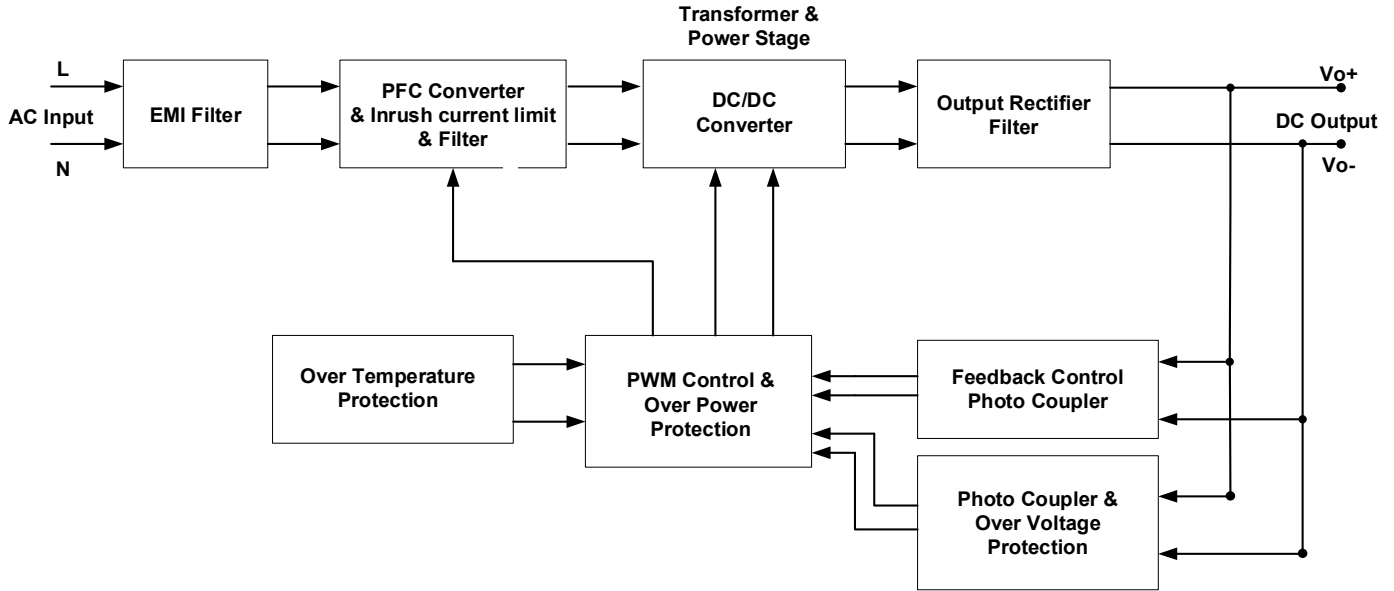 Transformer &
Power Stage
L
AC Input
N
EMI Filter
PFC Converter
& Inrush current limit
& Filter
DC/DC
Converter
Output Rectifier
Filter
Vo+
DC Output
Vo-
Over Temperature
Protection
PWM Control &
Over Power
Protection
Feedback Control
Photo Coupler
Photo Coupler &
Over Voltage
Protection